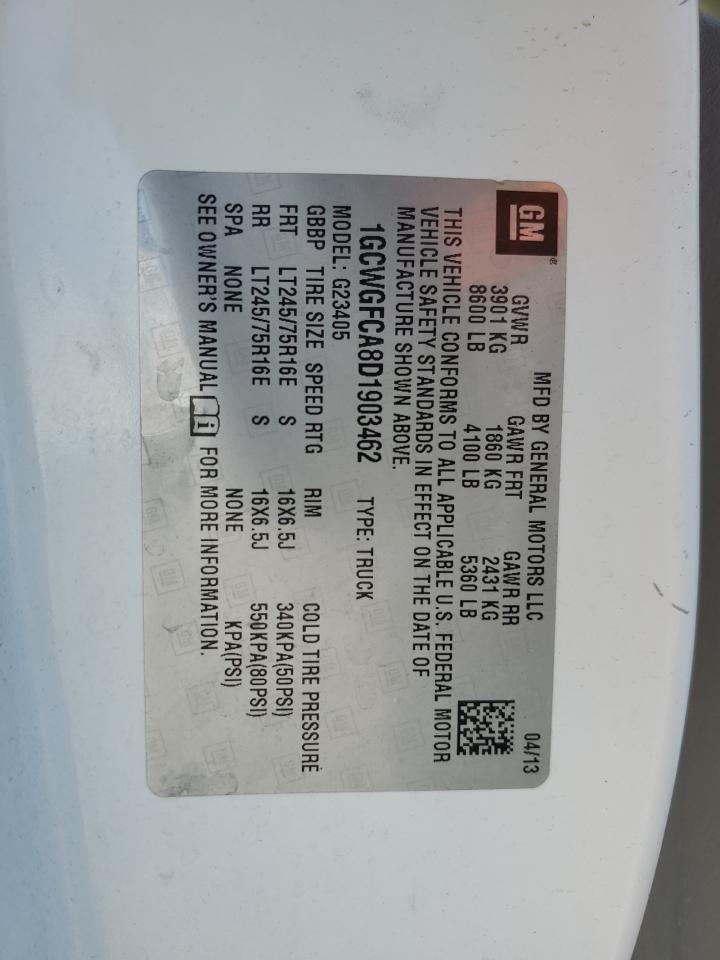 GM®
MFD BY GENERAL MOTORS LLC 04/13
GVWR GAWR FRT GAWR RR
3901 KG 1860 KG 2431 KG
8600 LB 4100 LB 5360 LB
THIS VEHICLE CONFORMS TO ALL APPLICABLE U.S. FEDERAL MOTOR
VEHICLE SAFETY STANDARDS IN EFFECT ON THE DATE OF
MANUFACTURE SHOWN ABOVE.
1GCWGFCA8D1903462 TYPE: TRUCK
MODEL: G23405
GBBP TIRE SIZE SPEED RTG RIM COLD TIRE PRESSURE
FRT LT245/75R16E S 16X6.5J 340KPA(50PSI)
RR LT245/75R16E S 16X6.5J 550KPA(80PSI)
SPA NONE NONE KPA(PSI)
SEE OWNER'S MANUAL FOR MORE INFORMATION.